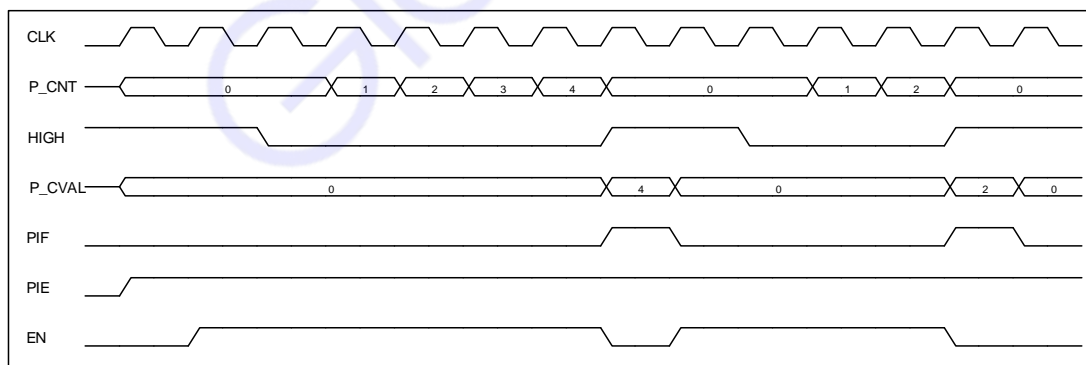 CLK
P_CNT 0 1 2 3 4 0 1 2 0
HIGH
P_CVAL 0 4 0 2 0
PIF
PIE
EN